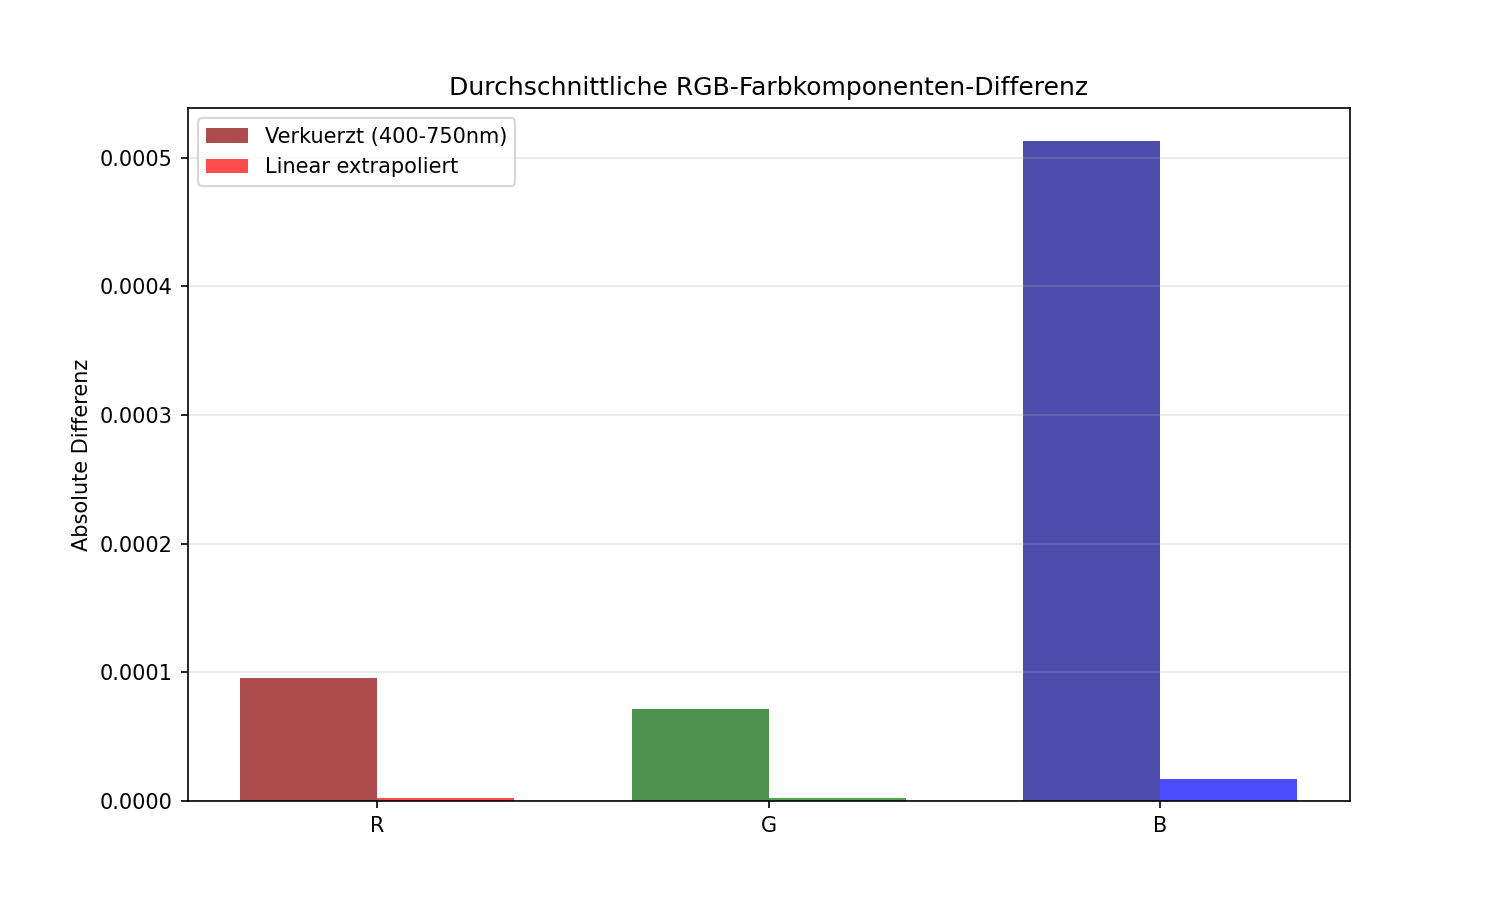 Durchschnittliche RGB-Farbkomponenten-Differenz
Verkuerzt (400-750nm)
Linear extrapoliert
Absolute Differenz
0.0005
0.0004
0.0003
0.0002
0.0001
0.0000
R
G
B